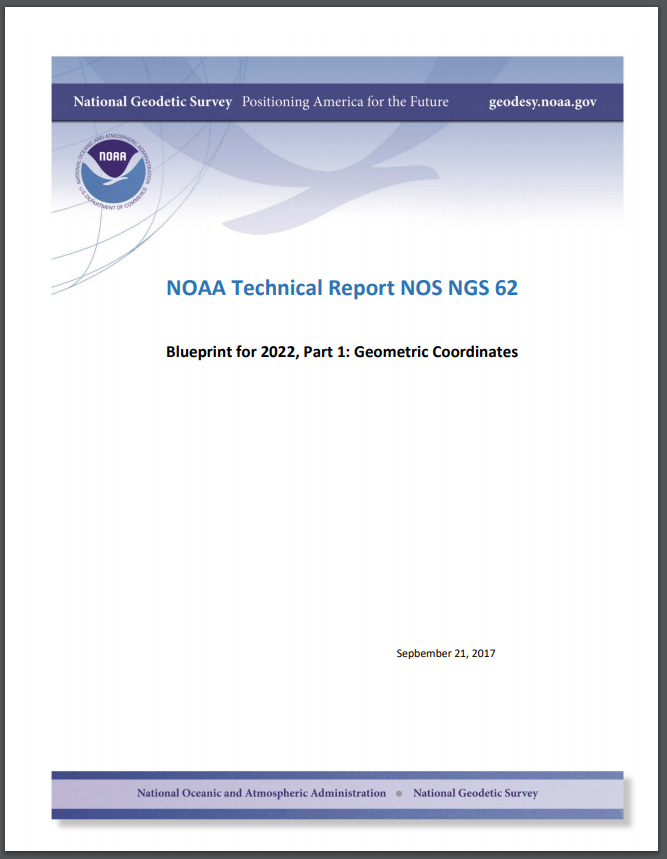 National Geodetic Survey Positioning America for the Future geodesy.noaa.gov
NATIONAL OCEANIC AND ATMOSPHERIC ADMINISTRATION
NOAA
U.S. DEPARTMENT OF COMMERCE
NOAA Technical Report NOS NGS 62
Blueprint for 2022, Part 1: Geometric Coordinates
Sepbember 21, 2017
National Oceanic and Atmospheric Administration ● National Geodetic Survey